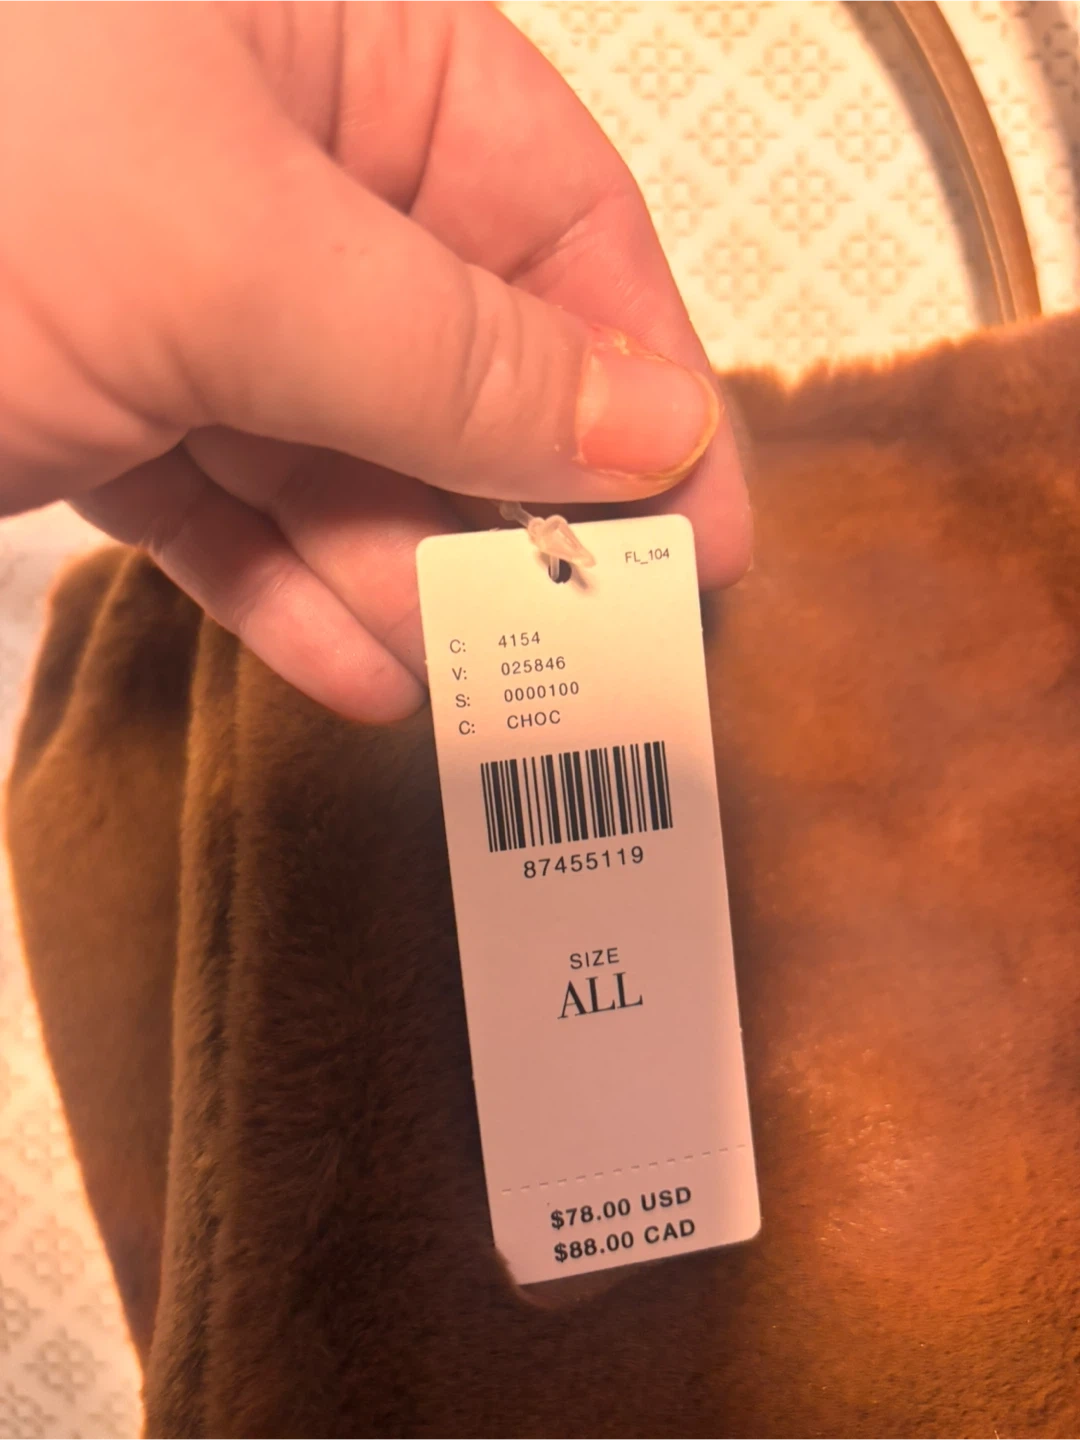 FL_104
C: 4154
V: 025846
S: 0000100
C: CHOC
87455119
SIZE
ALL
$78.00 USD
$88.00 CAD